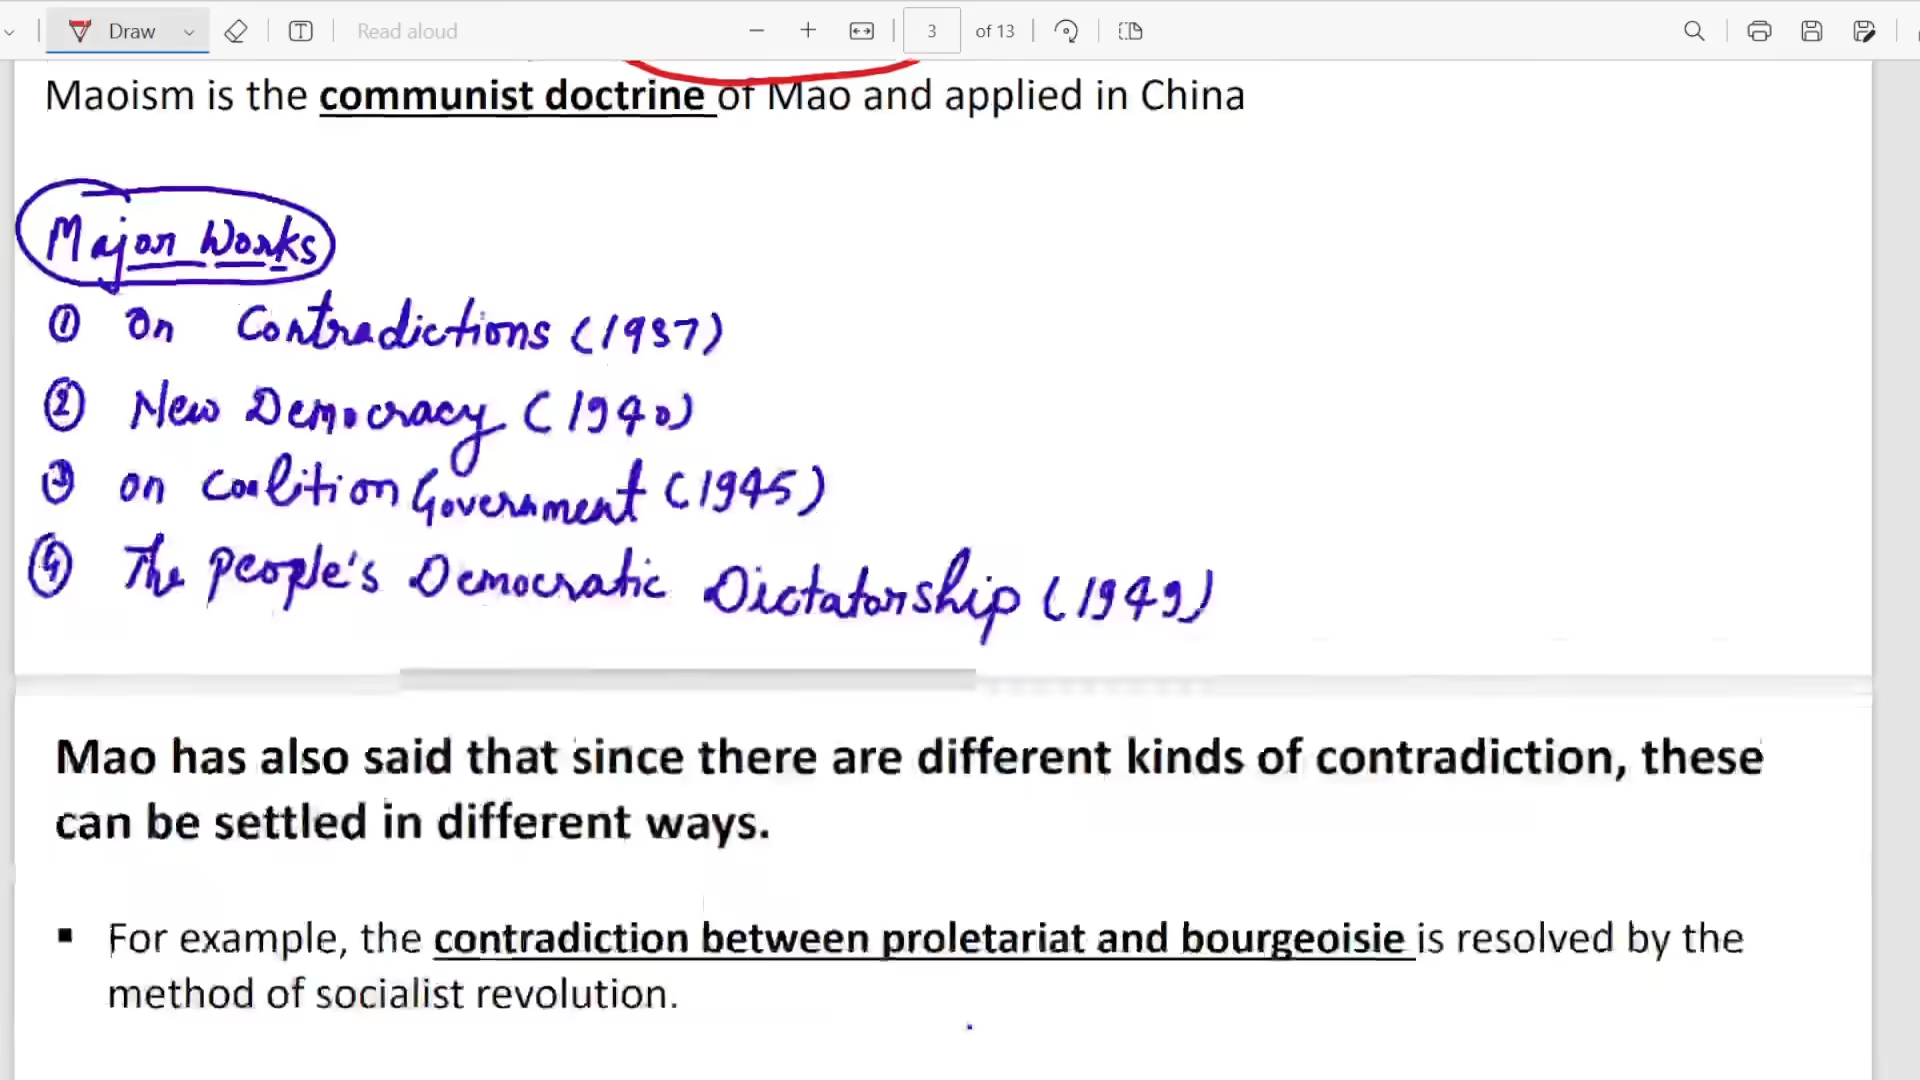 Draw
Read aloud
3 of 13
Maoism is the communist doctrine of Mao and applied in China
Major Works
① On Contradictions (1937)
② New Democracy (1940)
③ on Coalition Government (1945)
④ The People's Democratic Dictatorship (1949)
Mao has also said that since there are different kinds of contradiction, these
can be settled in different ways.
▪ For example, the contradiction between proletariat and bourgeoisie is resolved by the
method of socialist revolution.